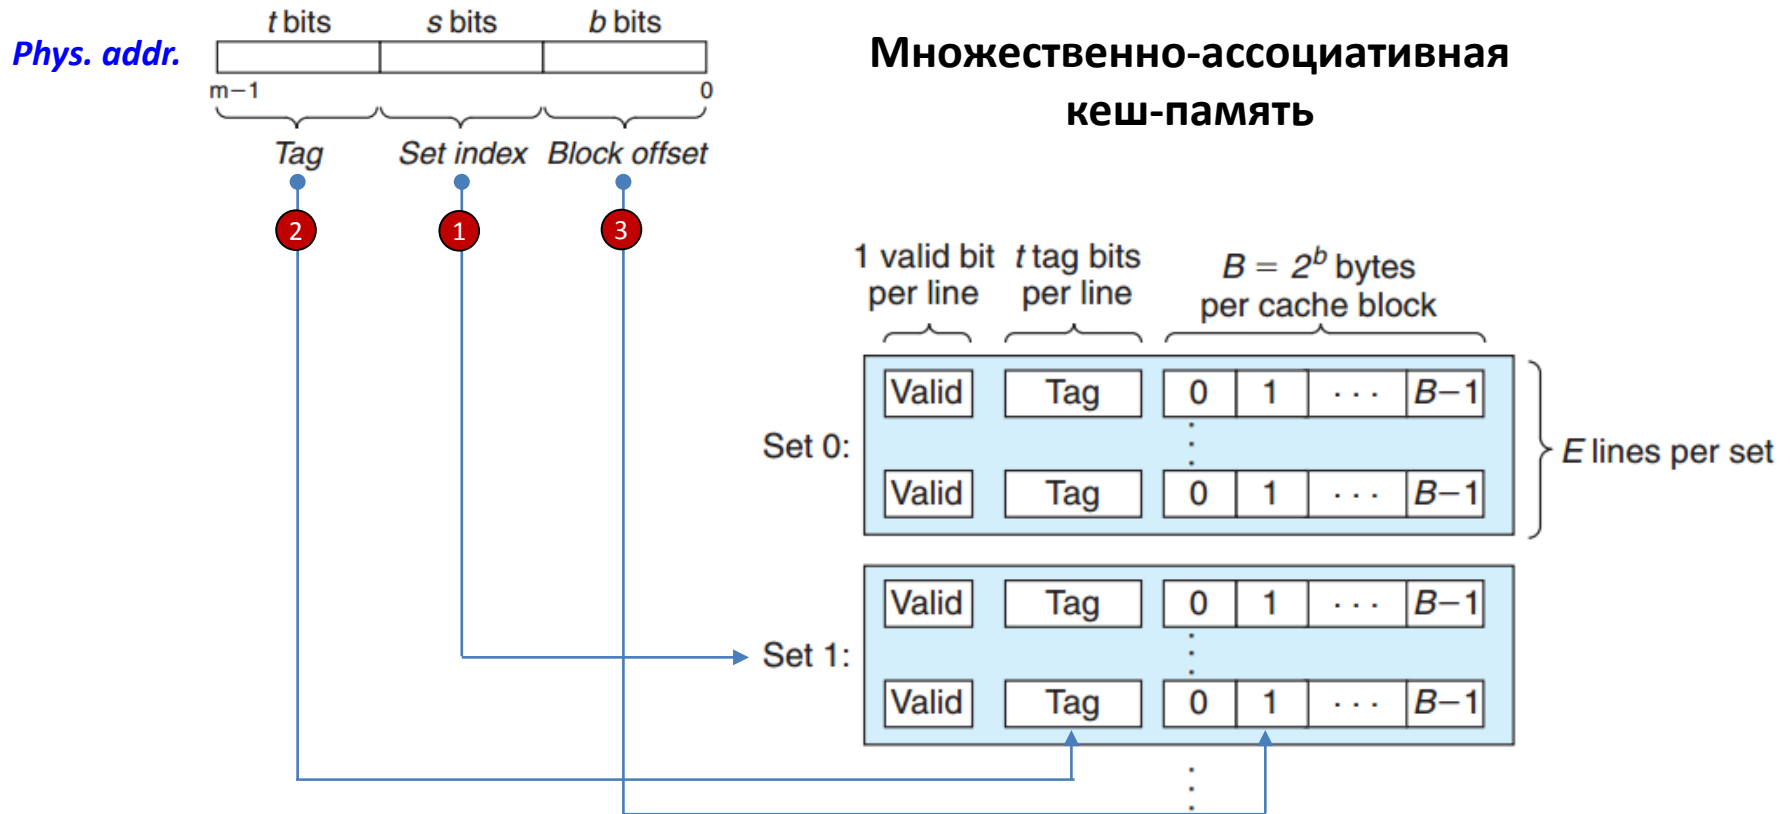 t bits s bits b bits
Phys. addr.
m−1 0
Tag Set index Block offset
2 1 3
Множественно-ассоциативная
кеш-память
1 valid bit t tag bits B = 2^b bytes
per line per line per cache block
Valid Tag 0 1 · · · B−1
Set 0:
E lines per set
Valid Tag 0 1 · · · B−1
Valid Tag 0 1 · · · B−1
Set 1:
Valid Tag 0 1 · · · B−1